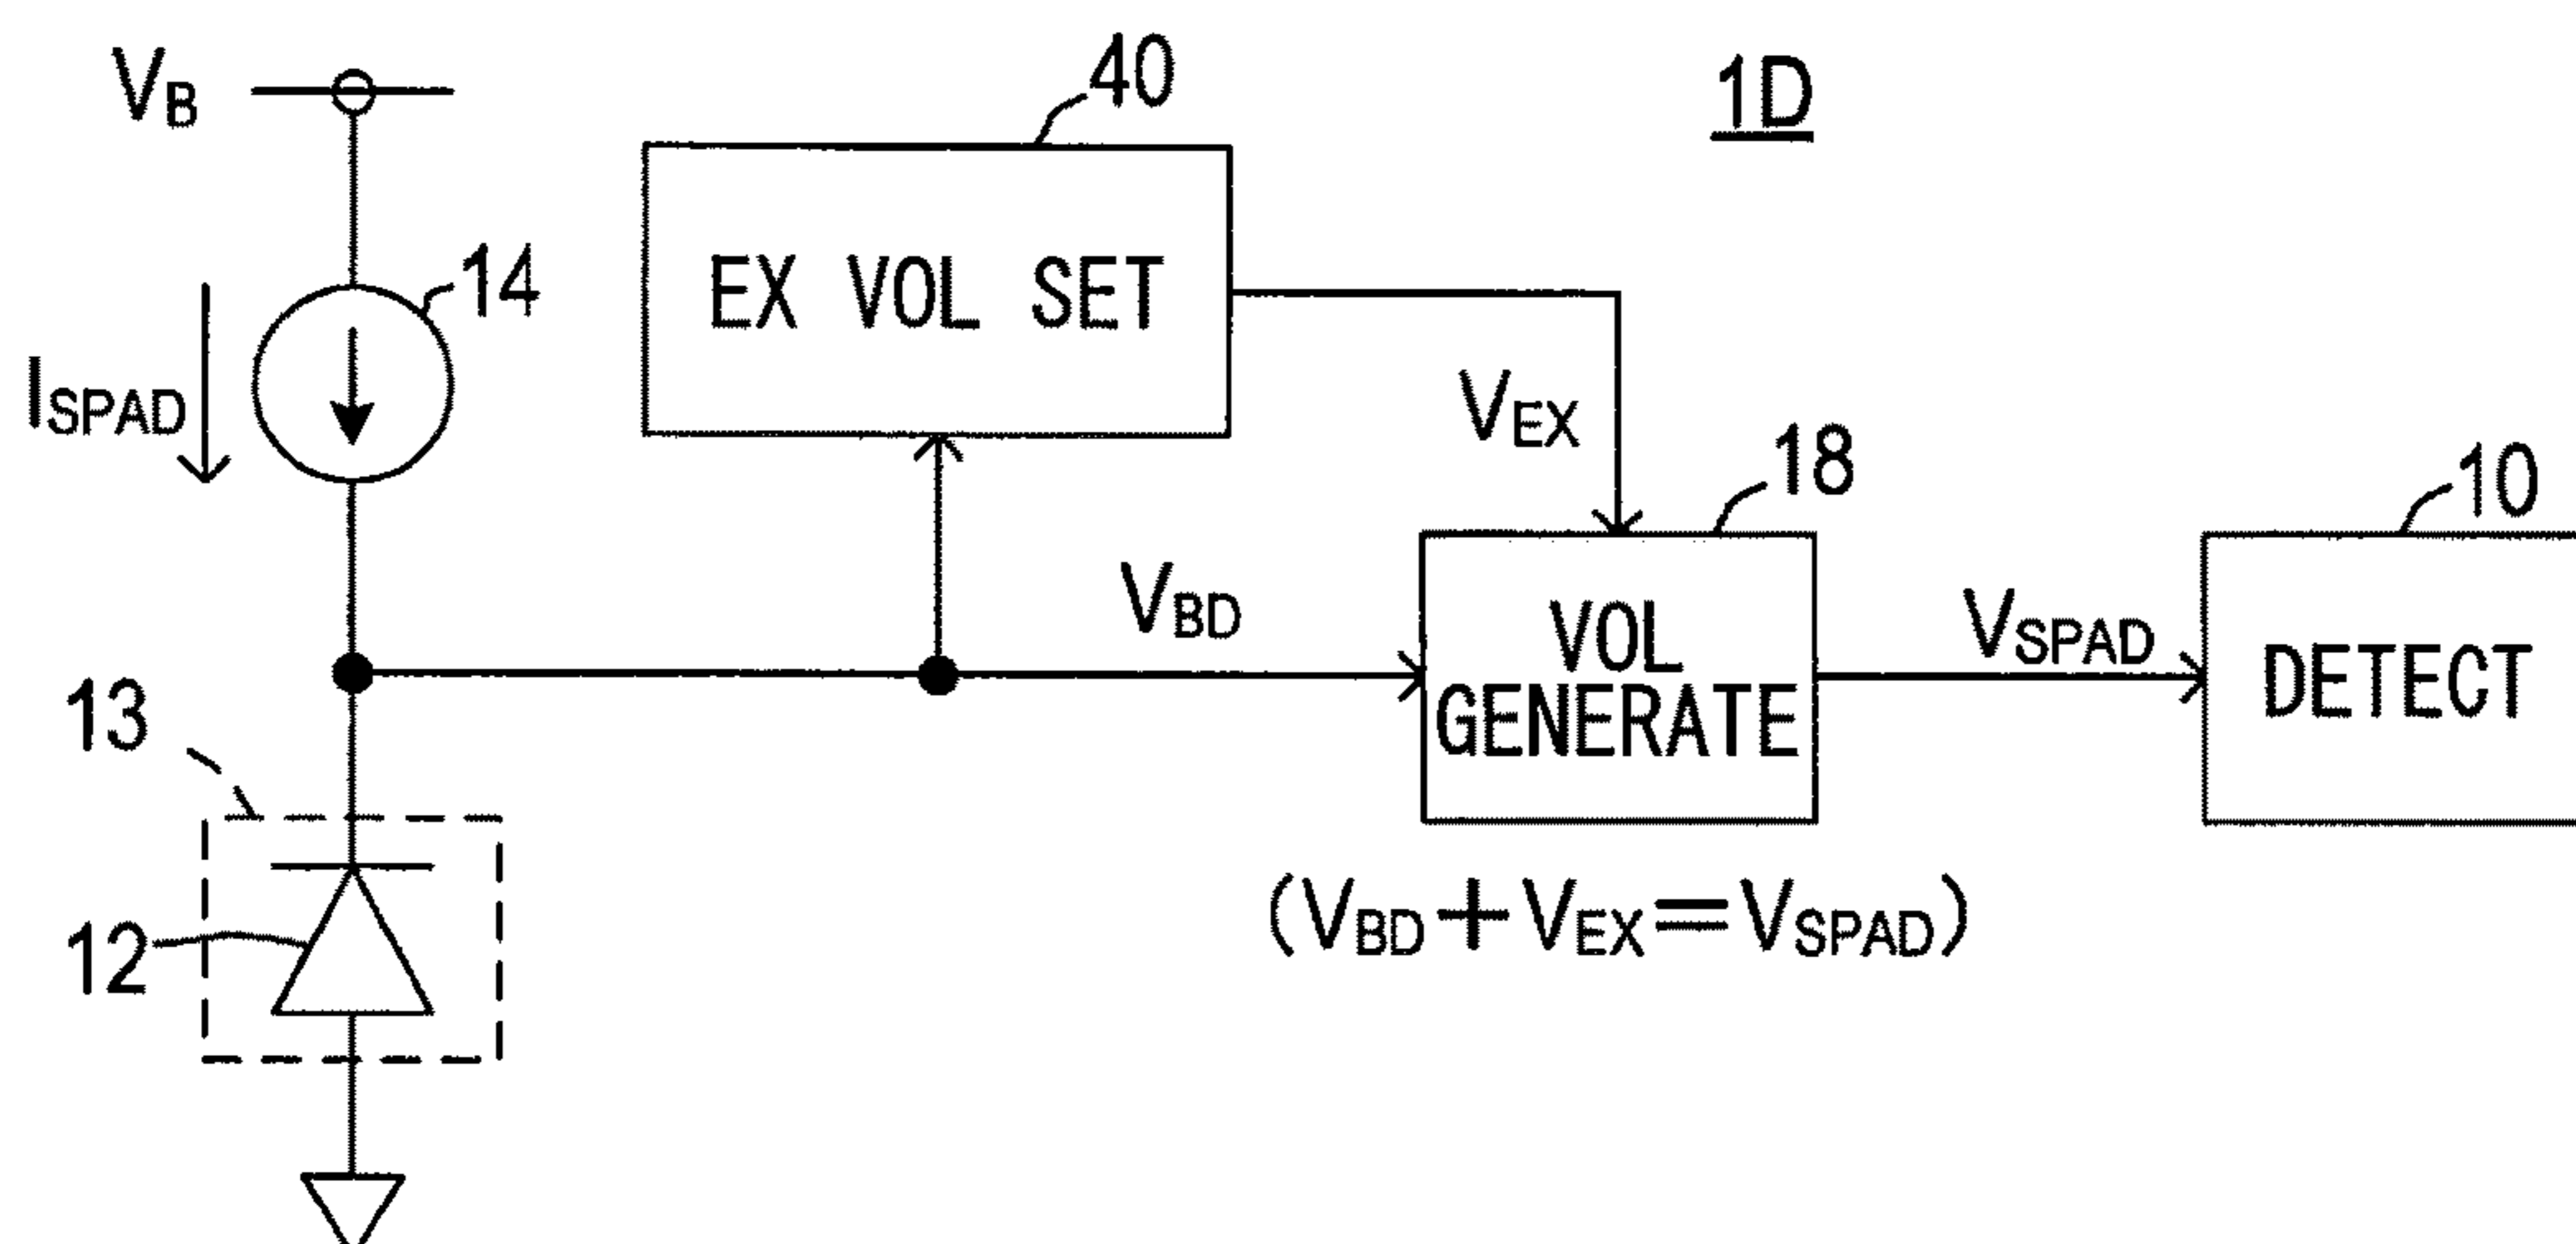 V_B
40
1D
EX VOL SET
14
I_SPAD
V_EX
18
10
V_BD
VOL
GENERATE
V_SPAD
DETECT
13
12
(V_BD+V_EX=V_SPAD)